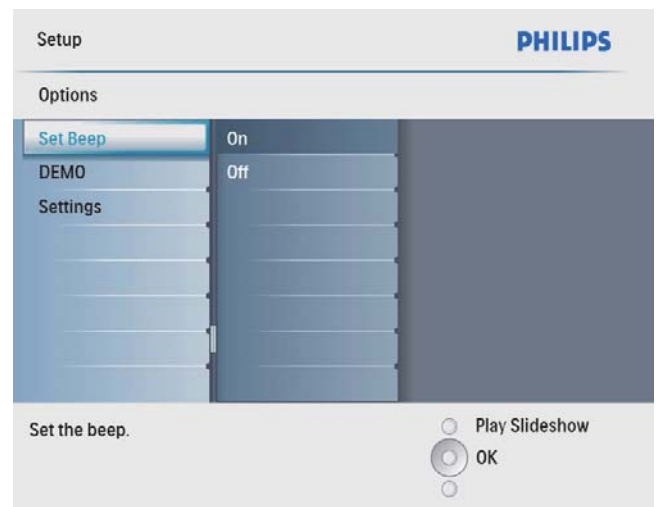 Setup
PHILIPS
Options
Set Beep
On
DEMO
Off
Settings
Set the beep.
Play Slideshow
OK